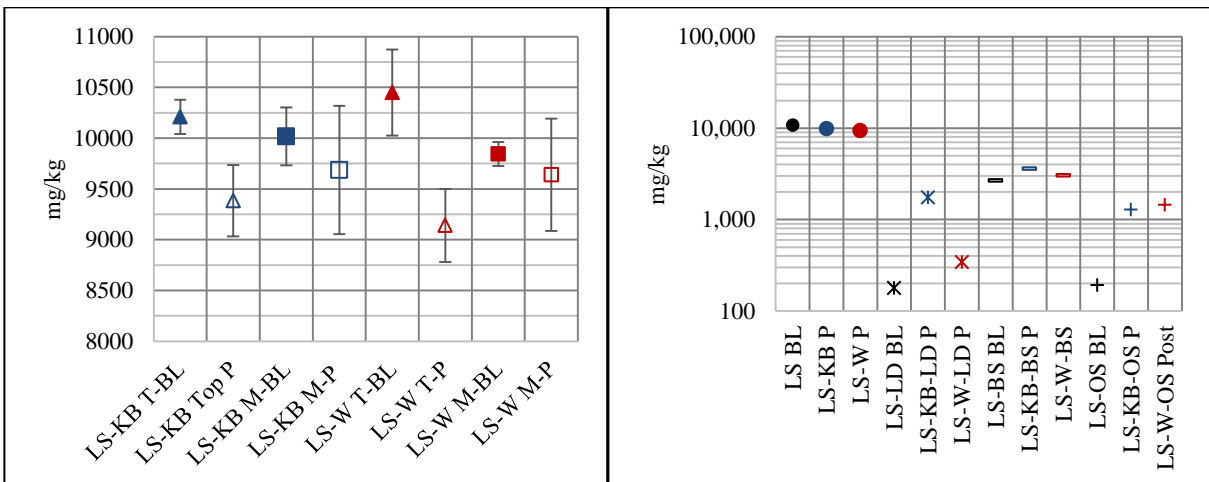 11000
10500
10000
9500
9000
8500
8000
mg/kg
LS-KB T-BL
LS-KB Top P
LS-KB M-BL
LS-KB M-P
LS-W T-BL
LS-W T-P
LS-W M-BL
LS-W M-P
100,000
10,000
1,000
100
mg/kg
LS BL
LS-KB P
LS-W P
LS-LD BL
LS-KB-LD P
LS-W-LD P
LS-BS BL
LS-KB-BS P
LS-W-BS
LS-OS BL
LS-KB-OS P
LS-W-OS Post